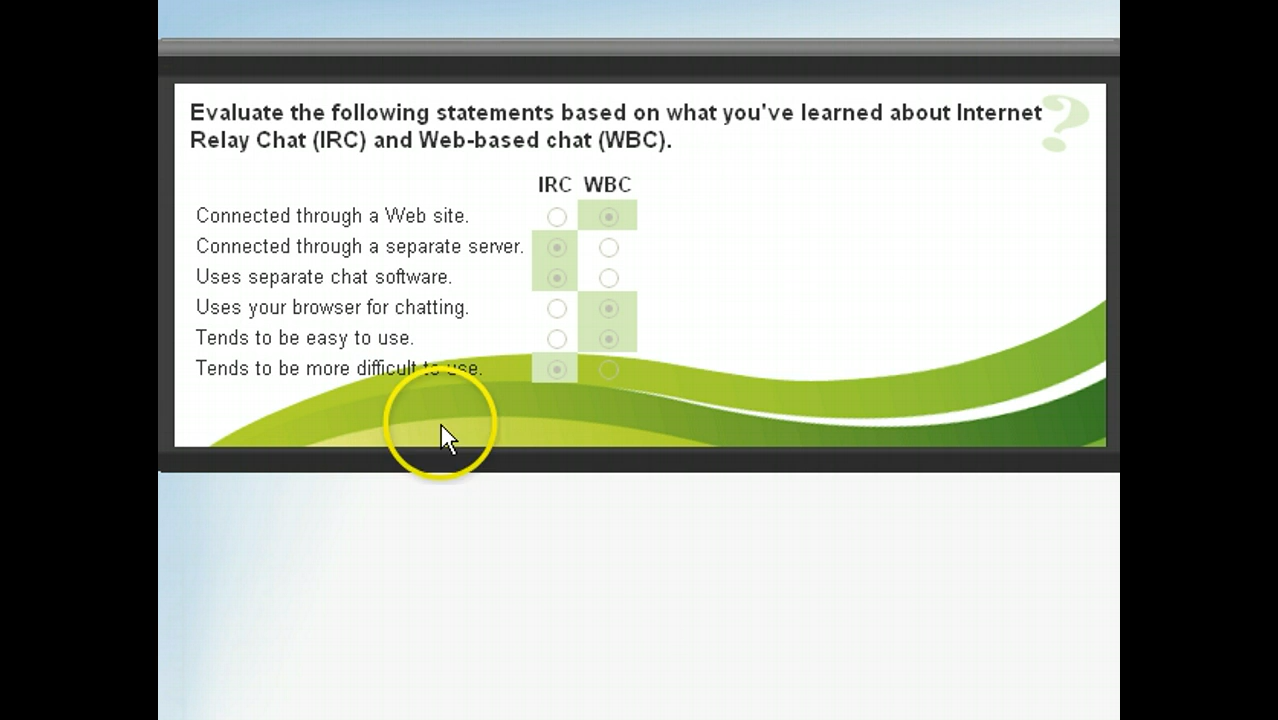 Evaluate the following statements based on what you've learned about Internet
Relay Chat (IRC) and Web-based chat (WBC).
?
IRC WBC
Connected through a Web site.
Connected through a separate server.
Uses separate chat software.
Uses your browser for chatting.
Tends to be easy to use.
Tends to be more difficult to use.